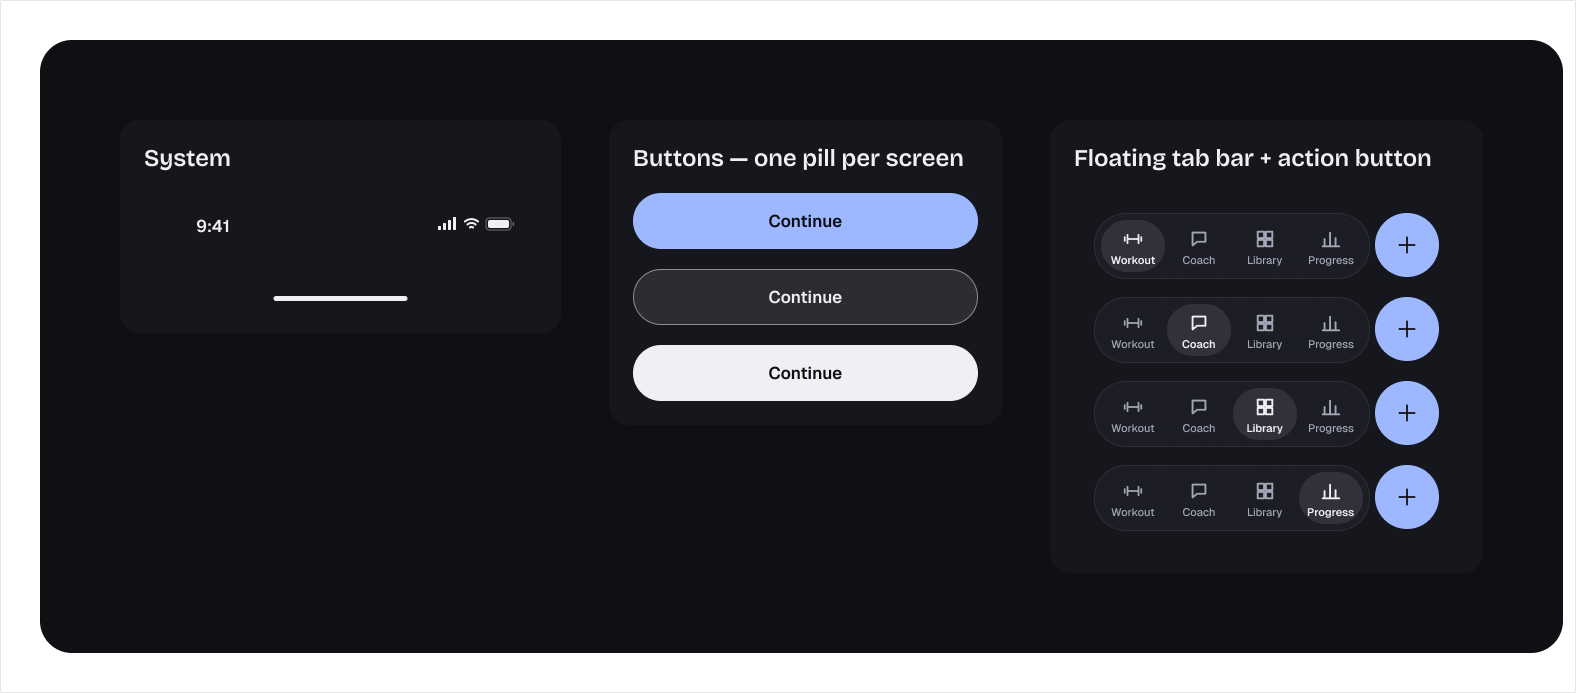 System
9:41
Buttons — one pill per screen
Continue
Continue
Continue
Floating tab bar + action button
Workout Coach Library Progress
Workout Coach Library Progress
Workout Coach Library Progress
Workout Coach Library Progress